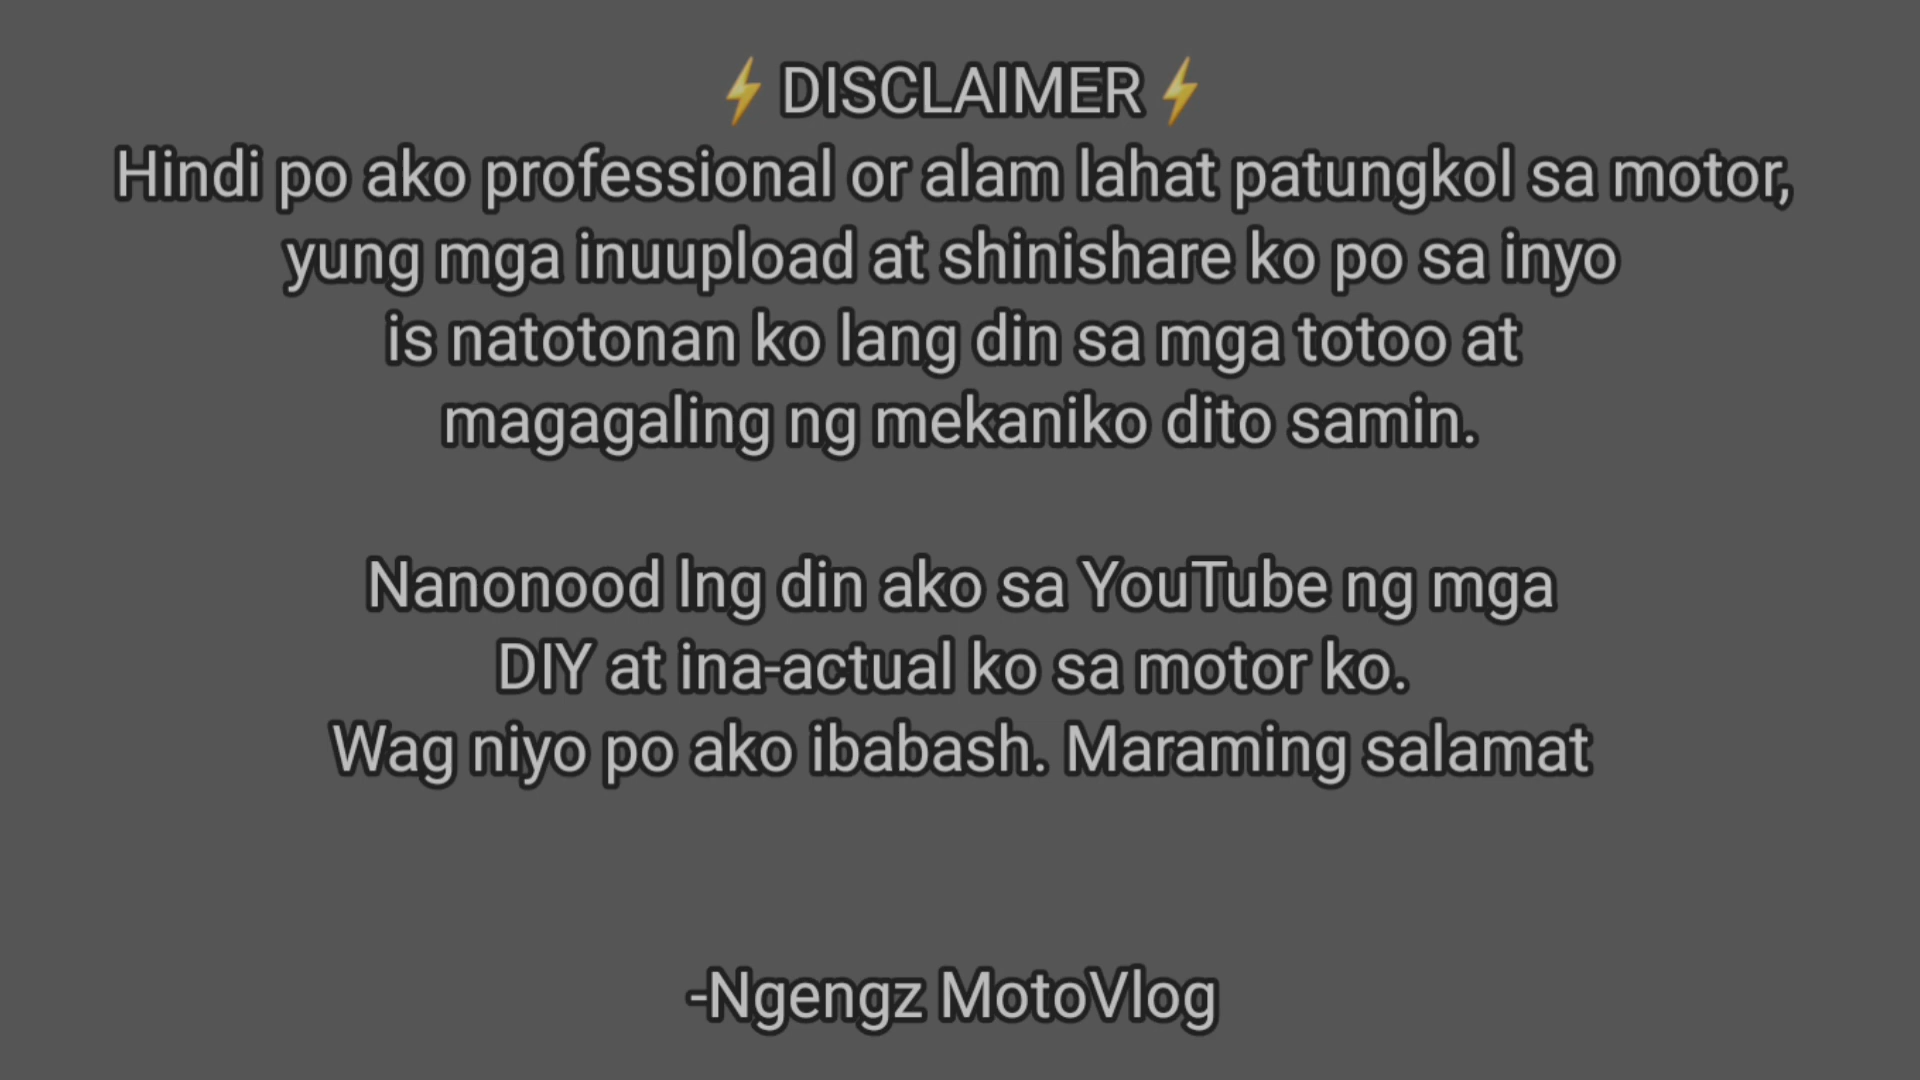 ⚡DISCLAIMER⚡
Hindi po ako professional or alam lahat patungkol sa motor,
yung mga inuupload at shinishare ko po sa inyo
is natotonan ko lang din sa mga totoo at
magagaling ng mekaniko dito samin.
Nanonood lng din ako sa YouTube ng mga
DIY at ina-actual ko sa motor ko.
Wag niyo po ako ibabash. Maraming salamat
-Ngengz MotoVlog